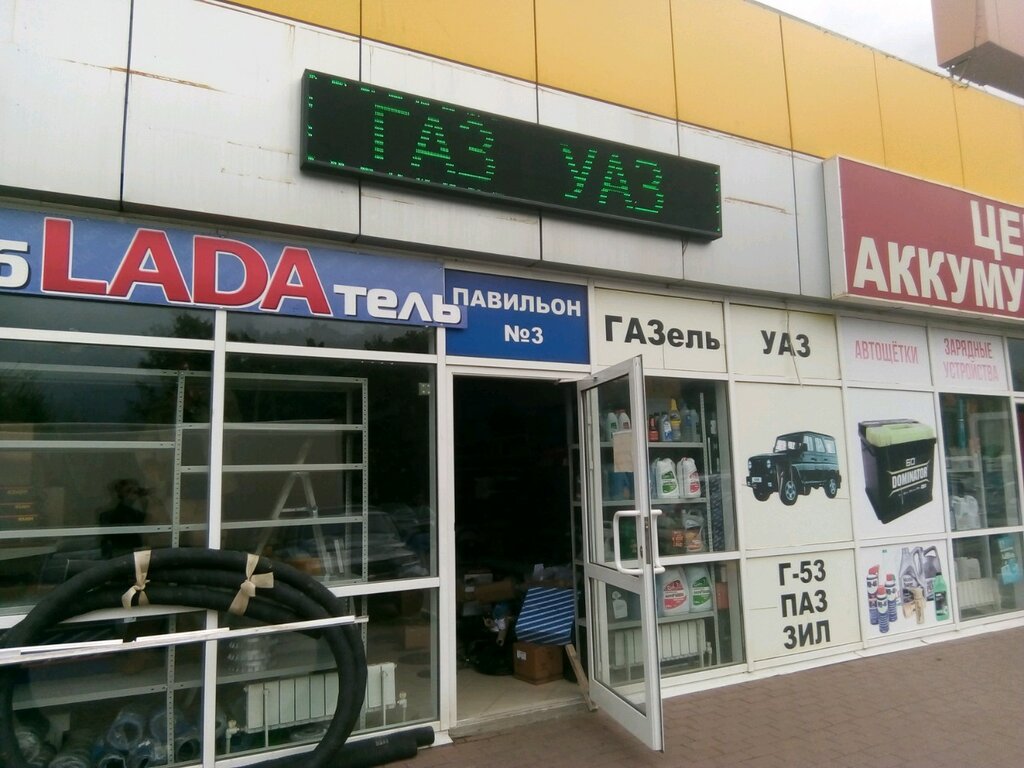 ГАЗ УАЗ
бLADAтель
ПАВИЛЬОН
№3
ГАЗель
УАЗ
АВТОЩЁТКИ
ЗАРЯДНЫЕ
УСТРОЙСТВА
ЦЕ
АККУМУ
DOMINATOR
Г-53
ПАЗ
ЗИЛ